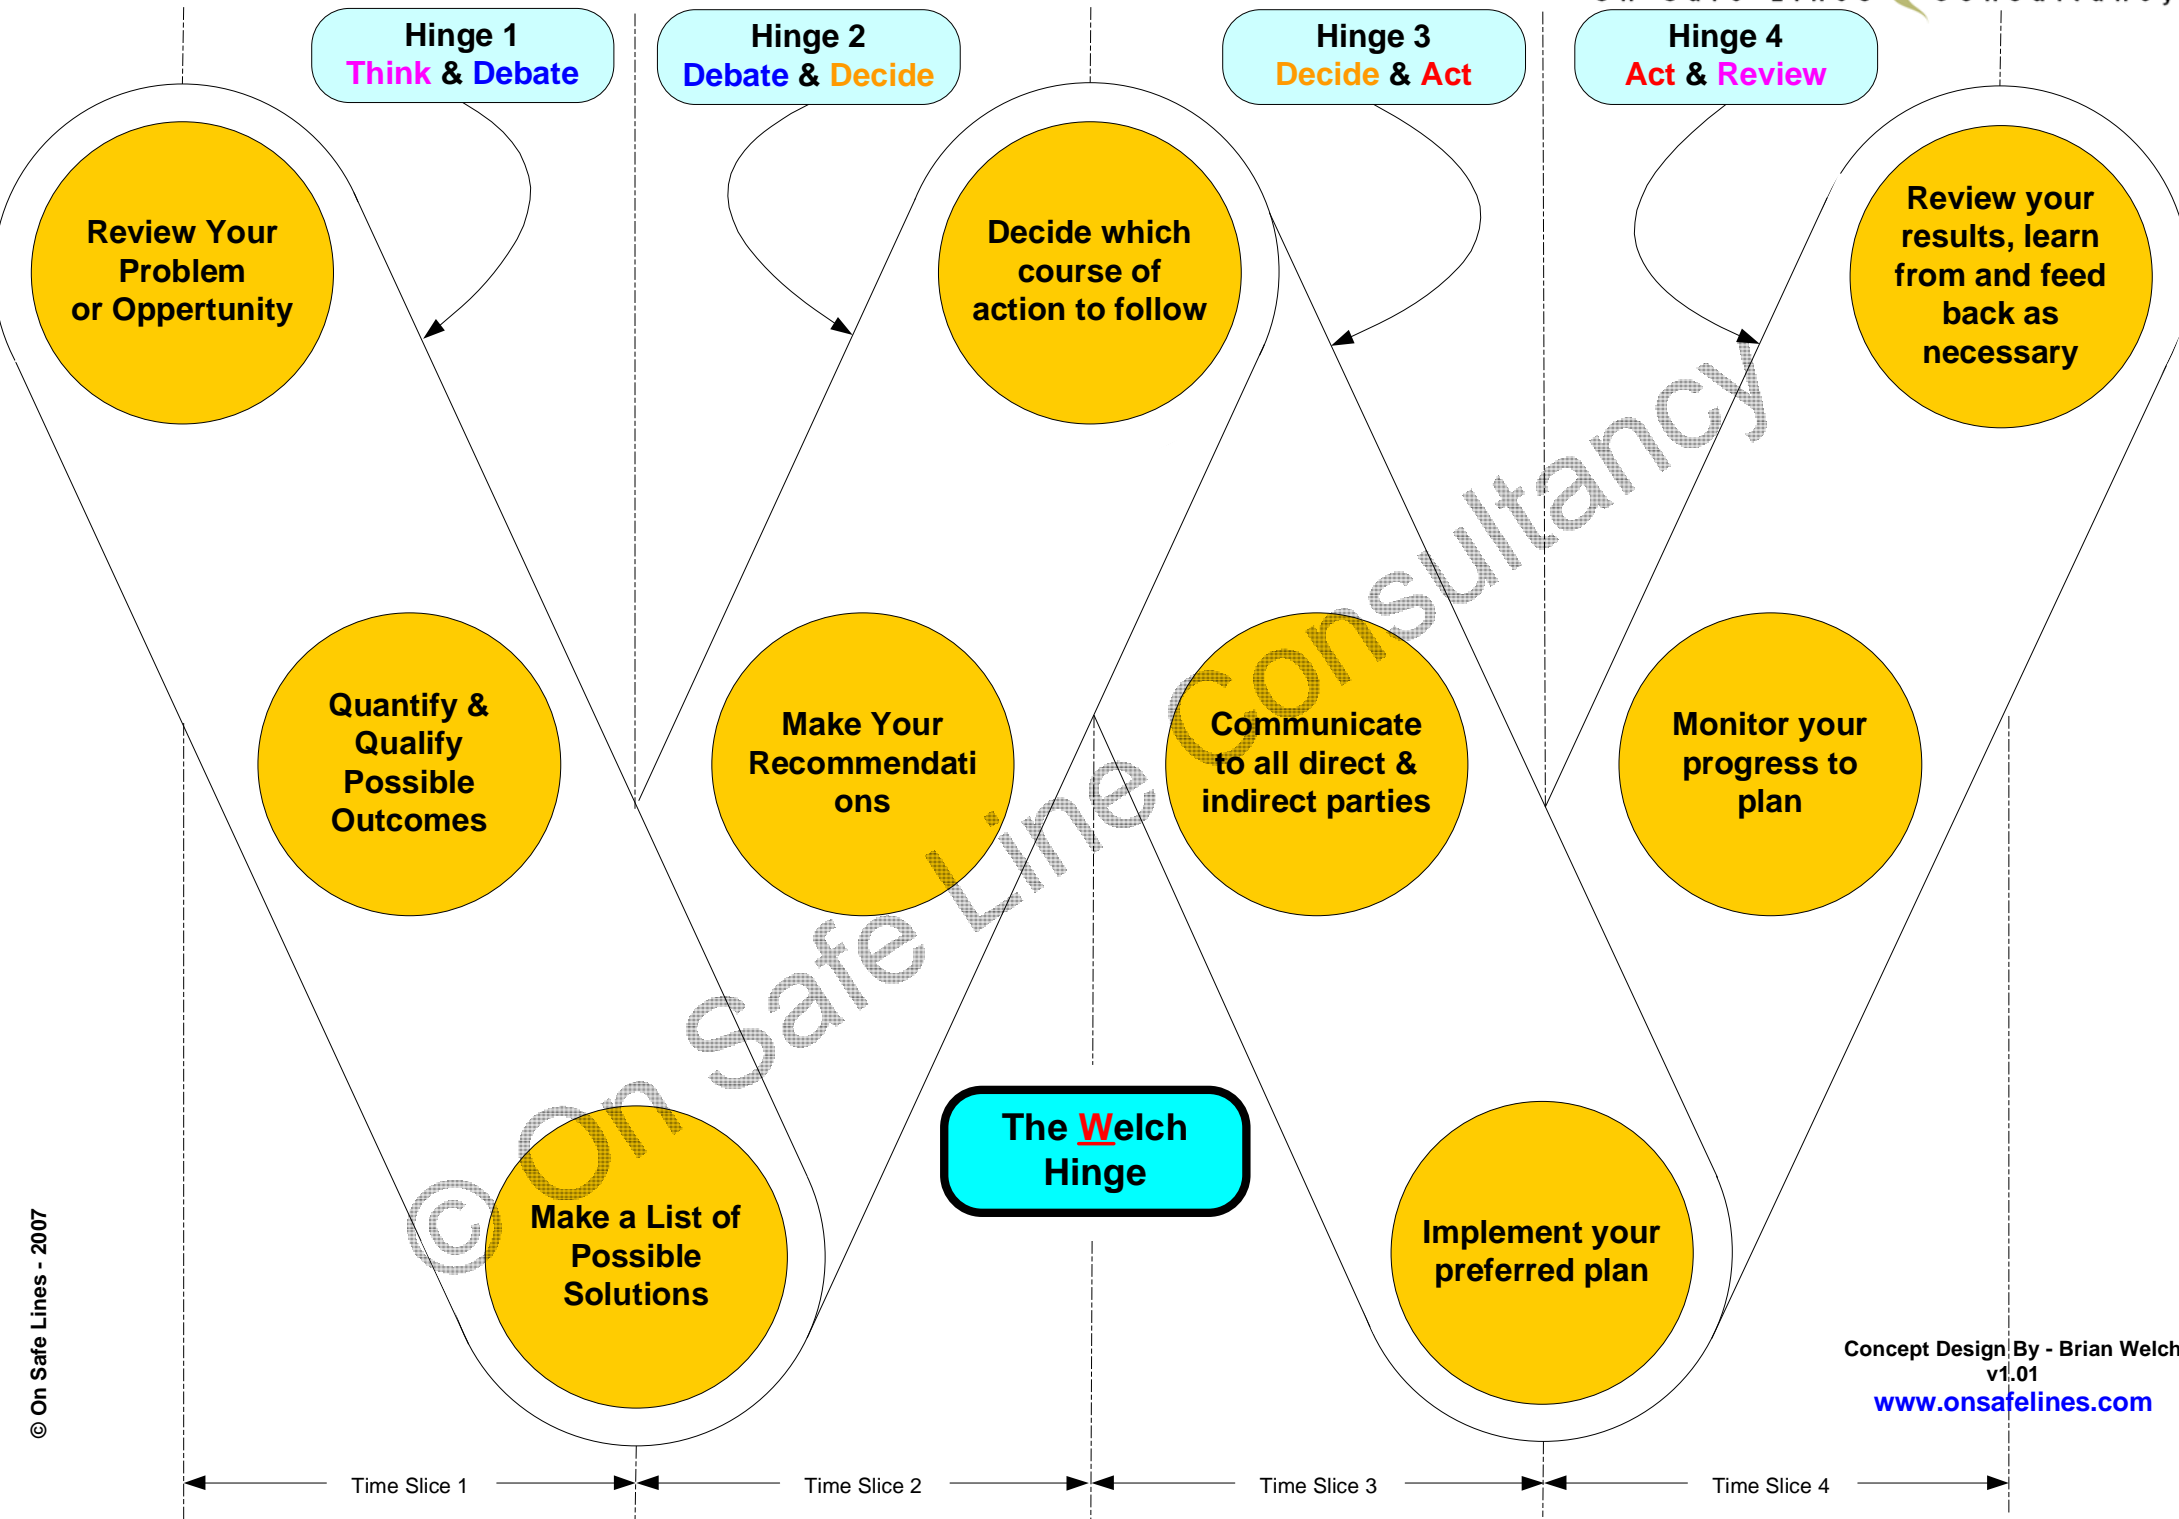 Hinge 1
Think & Debate
Hinge 2
Debate & Decide
Hinge 3
Decide & Act
Hinge 4
Act & Review
Review Your
Problem
or Oppertunity
Decide which
course of
action to follow
Review your
results, learn
from and feed
back as
necessary
Quantify &
Qualify
Possible
Outcomes
Make Your
Recommendati
ons
Communicate
to all direct &
indirect parties
Monitor your
progress to
plan
© On Safe Line Consultancy
The Welch
Hinge
Make a List of
Possible
Solutions
Implement your
preferred plan
© On Safe Lines - 2007
Concept Design By - Brian Welch
v1.01
www.onsafelines.com
Time Slice 1
Time Slice 2
Time Slice 3
Time Slice 4